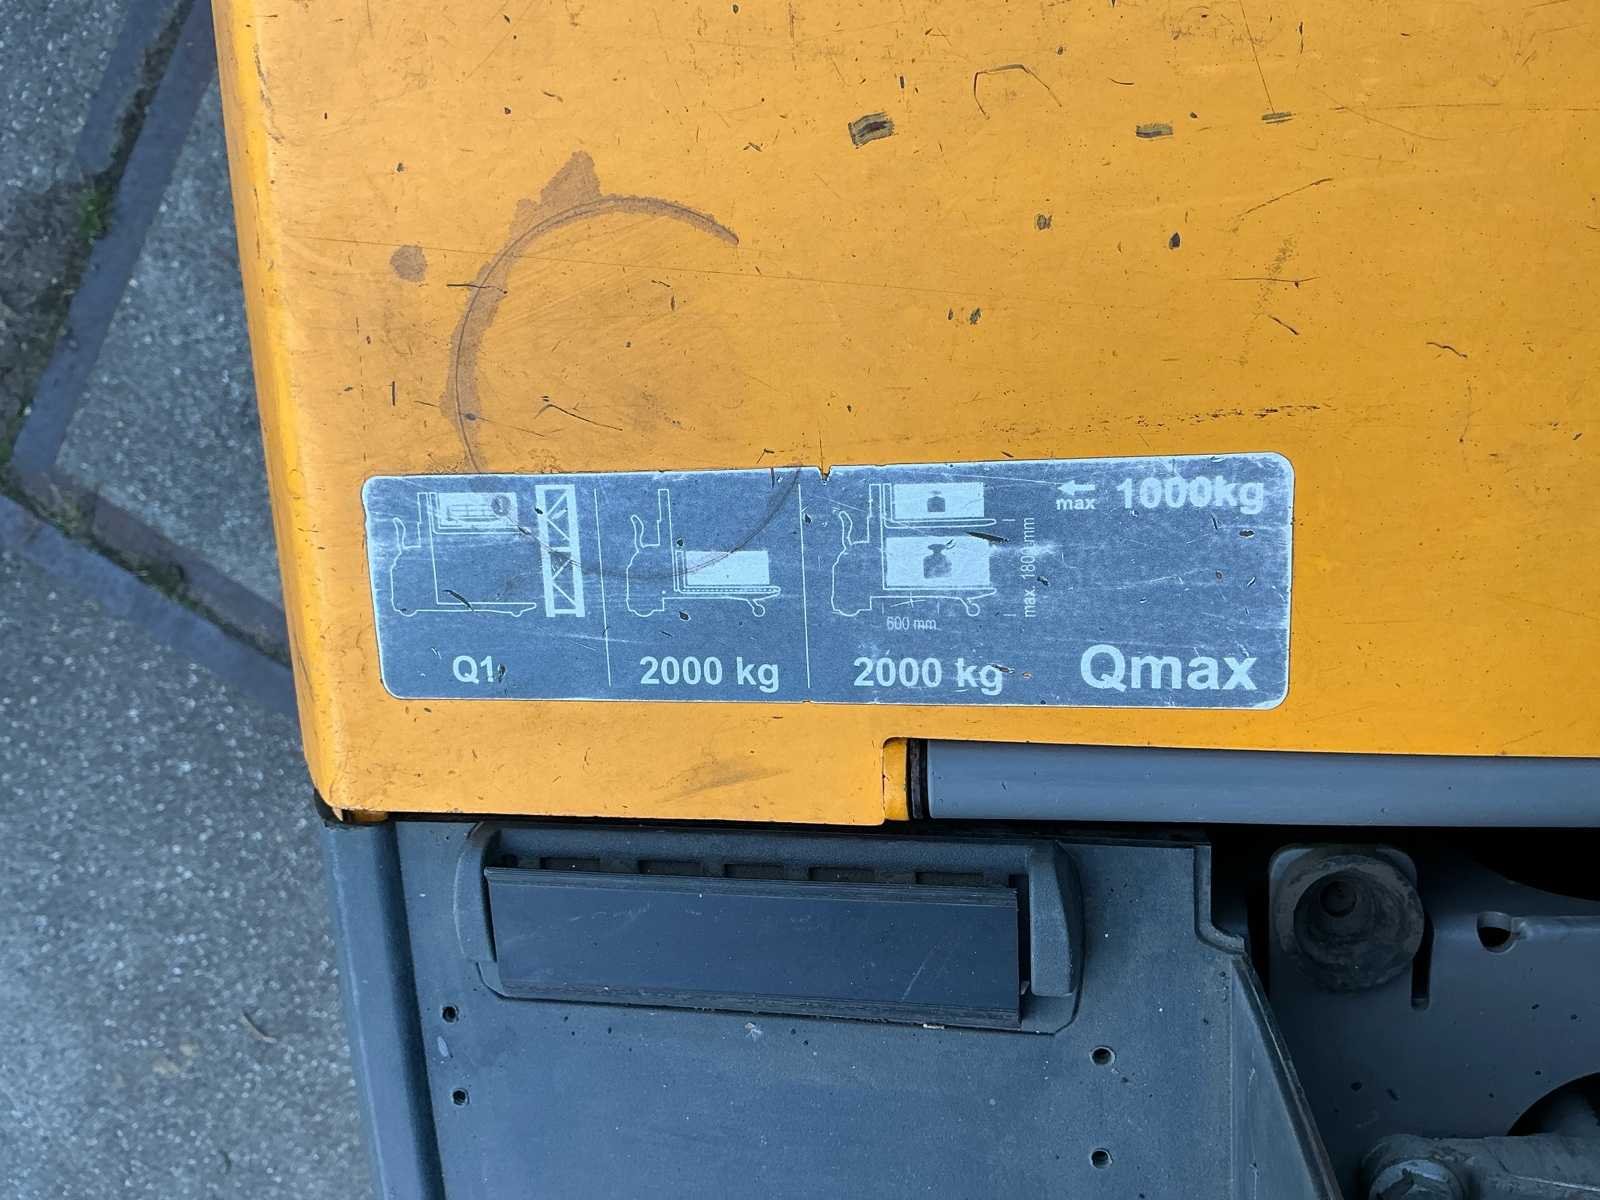 max 1000kg
max. 1800 mm
600 mm
Q1 2000 kg 2000 kg Qmax